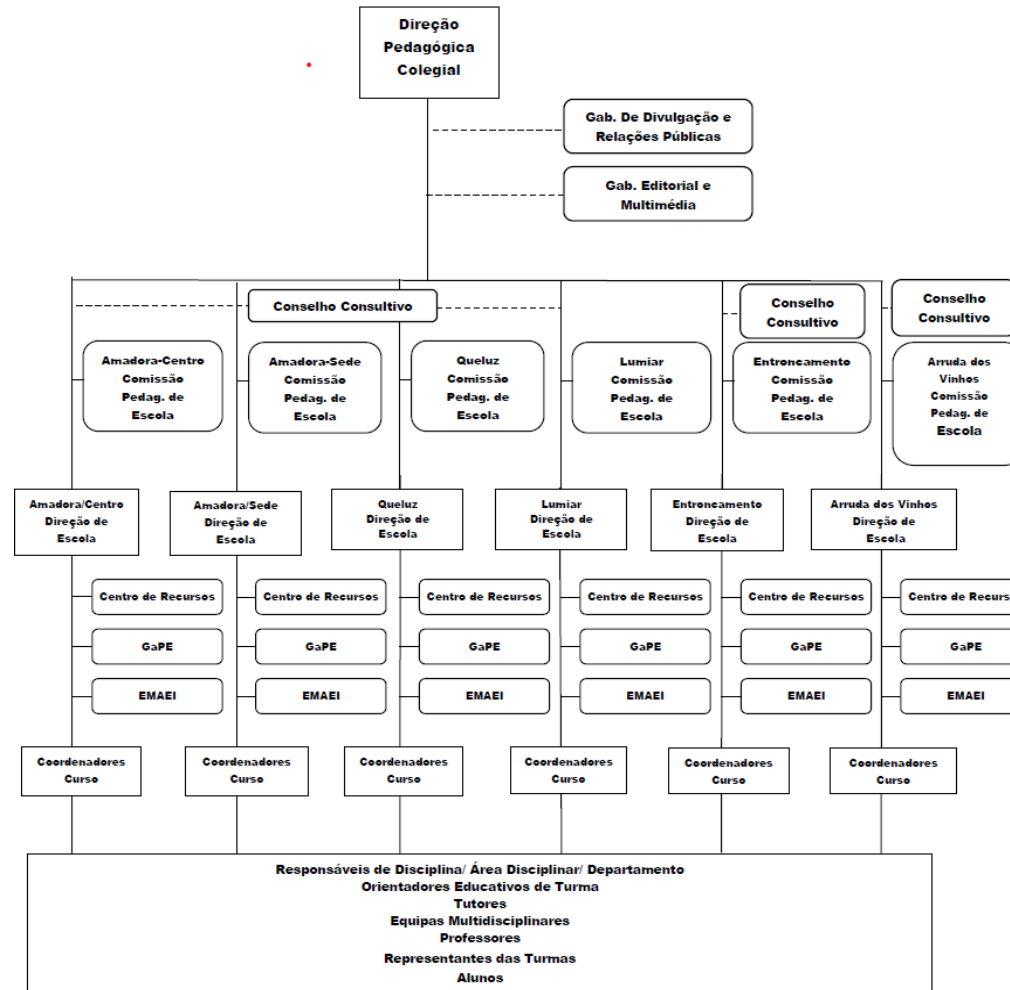 Direção
Pedagógica
Colegial
Gab. De Divulgação e
Relações Públicas
Gab. Editorial e
Multimédia
Conselho Consultivo
Conselho
Consultivo
Conselho
Consultivo
Amadora-Centro
Comissão
Pedag. de
Escola
Amadora-Sede
Comissão
Pedag. de
Escola
Queluz
Comissão
Pedag. de
Escola
Lumiar
Comissão
Pedag. de
Escola
Entroncamento
Comissão
Pedag. de
Escola
Arruda dos
Vinhos
Comissão
Pedag. de
Escola
Amadora/Centro
Direção de
Escola
Amadora/Sede
Direção de
Escola
Queluz
Direção de
Escola
Lumiar
Direção de
Escola
Entroncamento
Direção de
Escola
Arruda dos Vinhos
Direção de
Escola
Centro de Recursos
Centro de Recursos
Centro de Recursos
Centro de Recursos
Centro de Recursos
Centro de Recurs
GaPE
GaPE
GaPE
GaPE
GaPE
GaPE
EMAEI
EMAEI
EMAEI
EMAEI
EMAEI
EMAEI
Coordenadores
Curso
Coordenadores
Curso
Coordenadores
Curso
Coordenadores
Curso
Coordenadores
Curso
Coordenadores
Curso
Responsáveis de Disciplina/ Área Disciplinar/ Departamento
Orientadores Educativos de Turma
Tutores
Equipas Multidisciplinares
Professores
Representantes das Turmas
Alunos